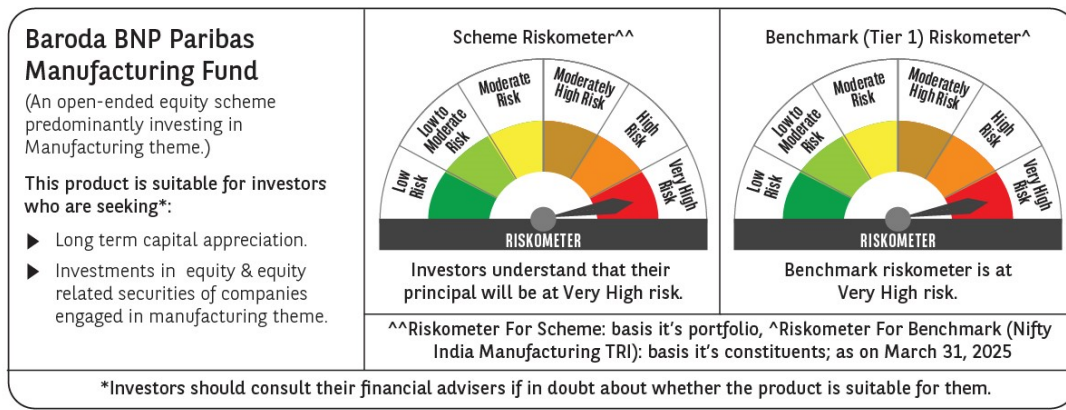 Baroda BNP Paribas
Manufacturing Fund
(An open-ended equity scheme
predominantly investing in
Manufacturing theme.)
This product is suitable for investors
who are seeking*:
▶ Long term capital appreciation.
▶ Investments in equity & equity
related securities of companies
engaged in manufacturing theme.
Scheme Riskometer^^
Low
Risk
Low to
Moderate
Risk
Moderate
Risk
Moderately
High Risk
High
Risk
Very High
Risk
RISKOMETER
Investors understand that their
principal will be at Very High risk.
Benchmark (Tier 1) Riskometer^
Low
Risk
Low to
Moderate
Risk
Moderate
Risk
Moderately
High Risk
High
Risk
Very High
Risk
RISKOMETER
Benchmark riskometer is at
Very High risk.
^^Riskometer For Scheme: basis it’s portfolio, ^Riskometer For Benchmark (Nifty
India Manufacturing TRI): basis it’s constituents; as on March 31, 2025
*Investors should consult their financial advisers if in doubt about whether the product is suitable for them.